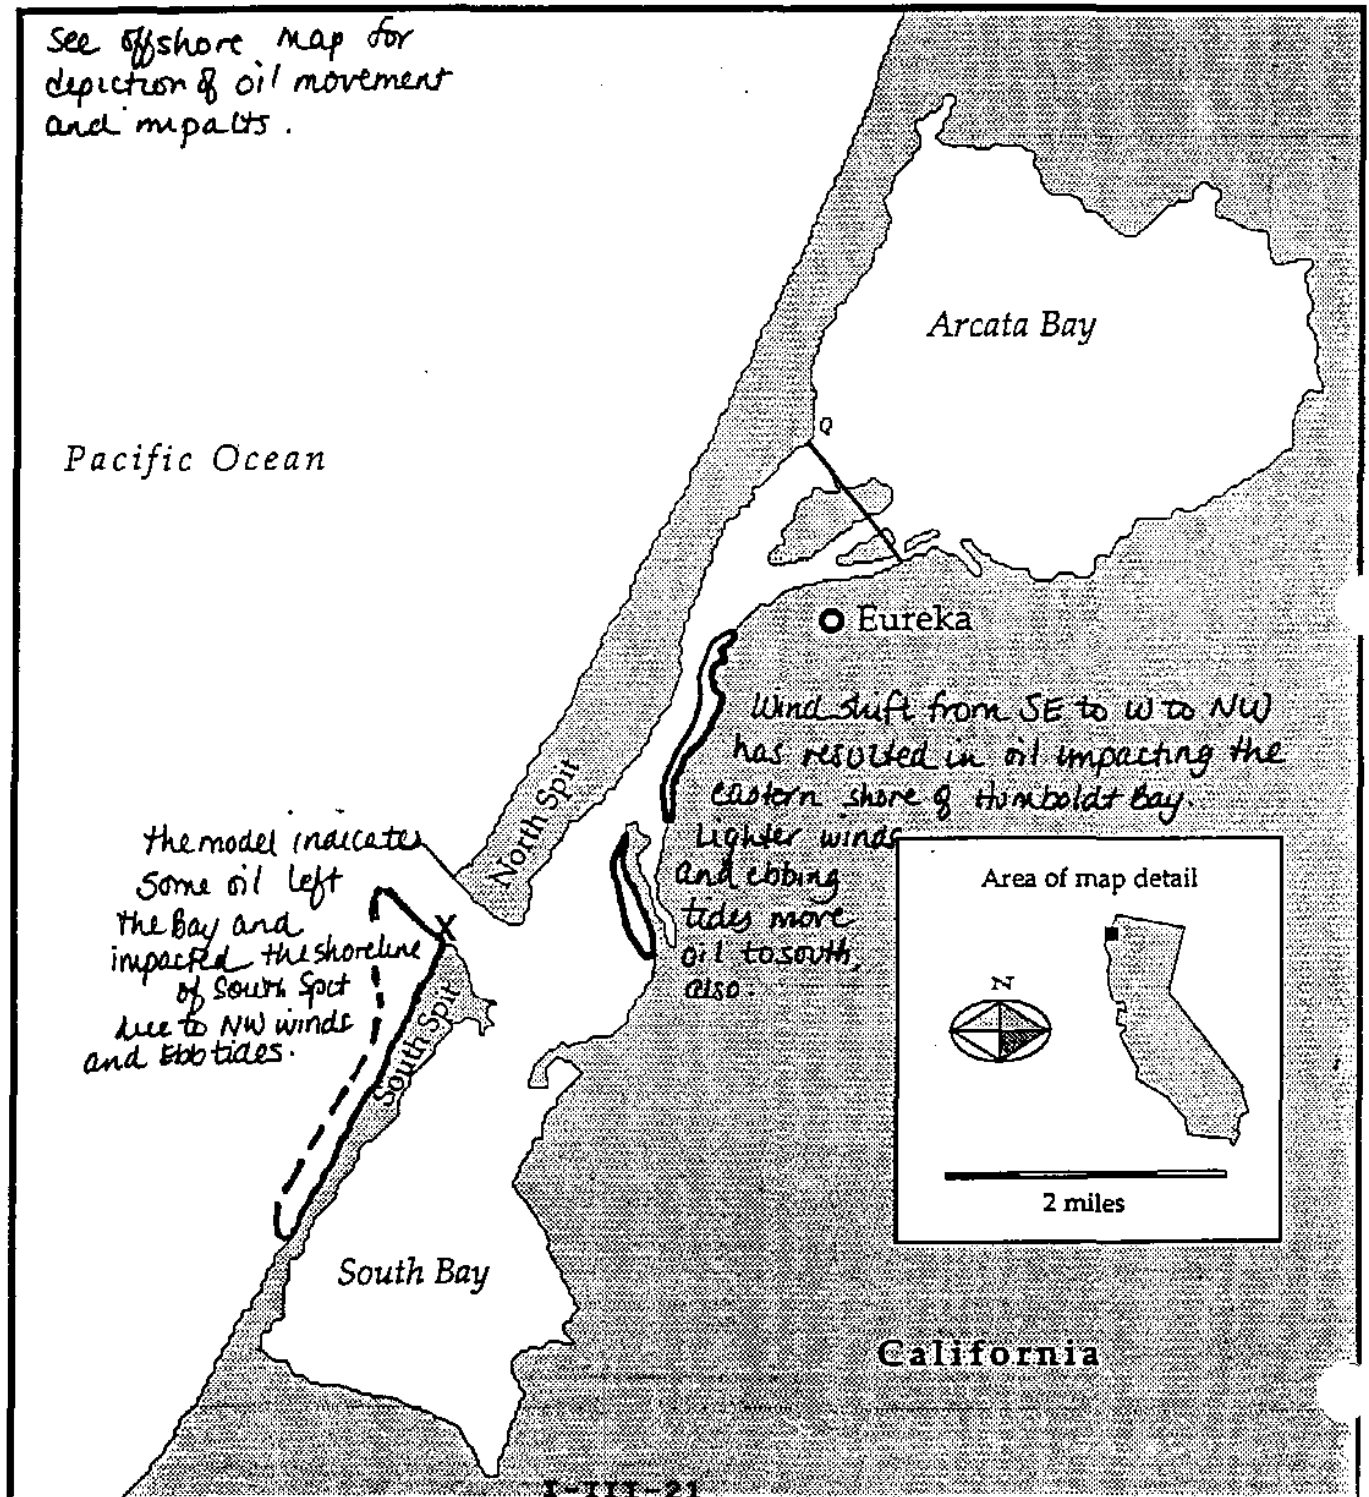 See offshore map for
depiction of oil movement
and impacts.
Arcata Bay
Pacific Ocean
Eureka
Wind shift from SE to W to NW
has resulted in oil impacting the
eastern shore of Humboldt Bay.
Lighter winds
and ebbing
tides move
oil to south,
also.
North Spit
the model indicates
some oil left
the Bay and
impacted the shoreline
of South Spit
due to NW winds
and Ebb tides.
X
South Spit
Area of map detail
N
2 miles
South Bay
California
I-III-21